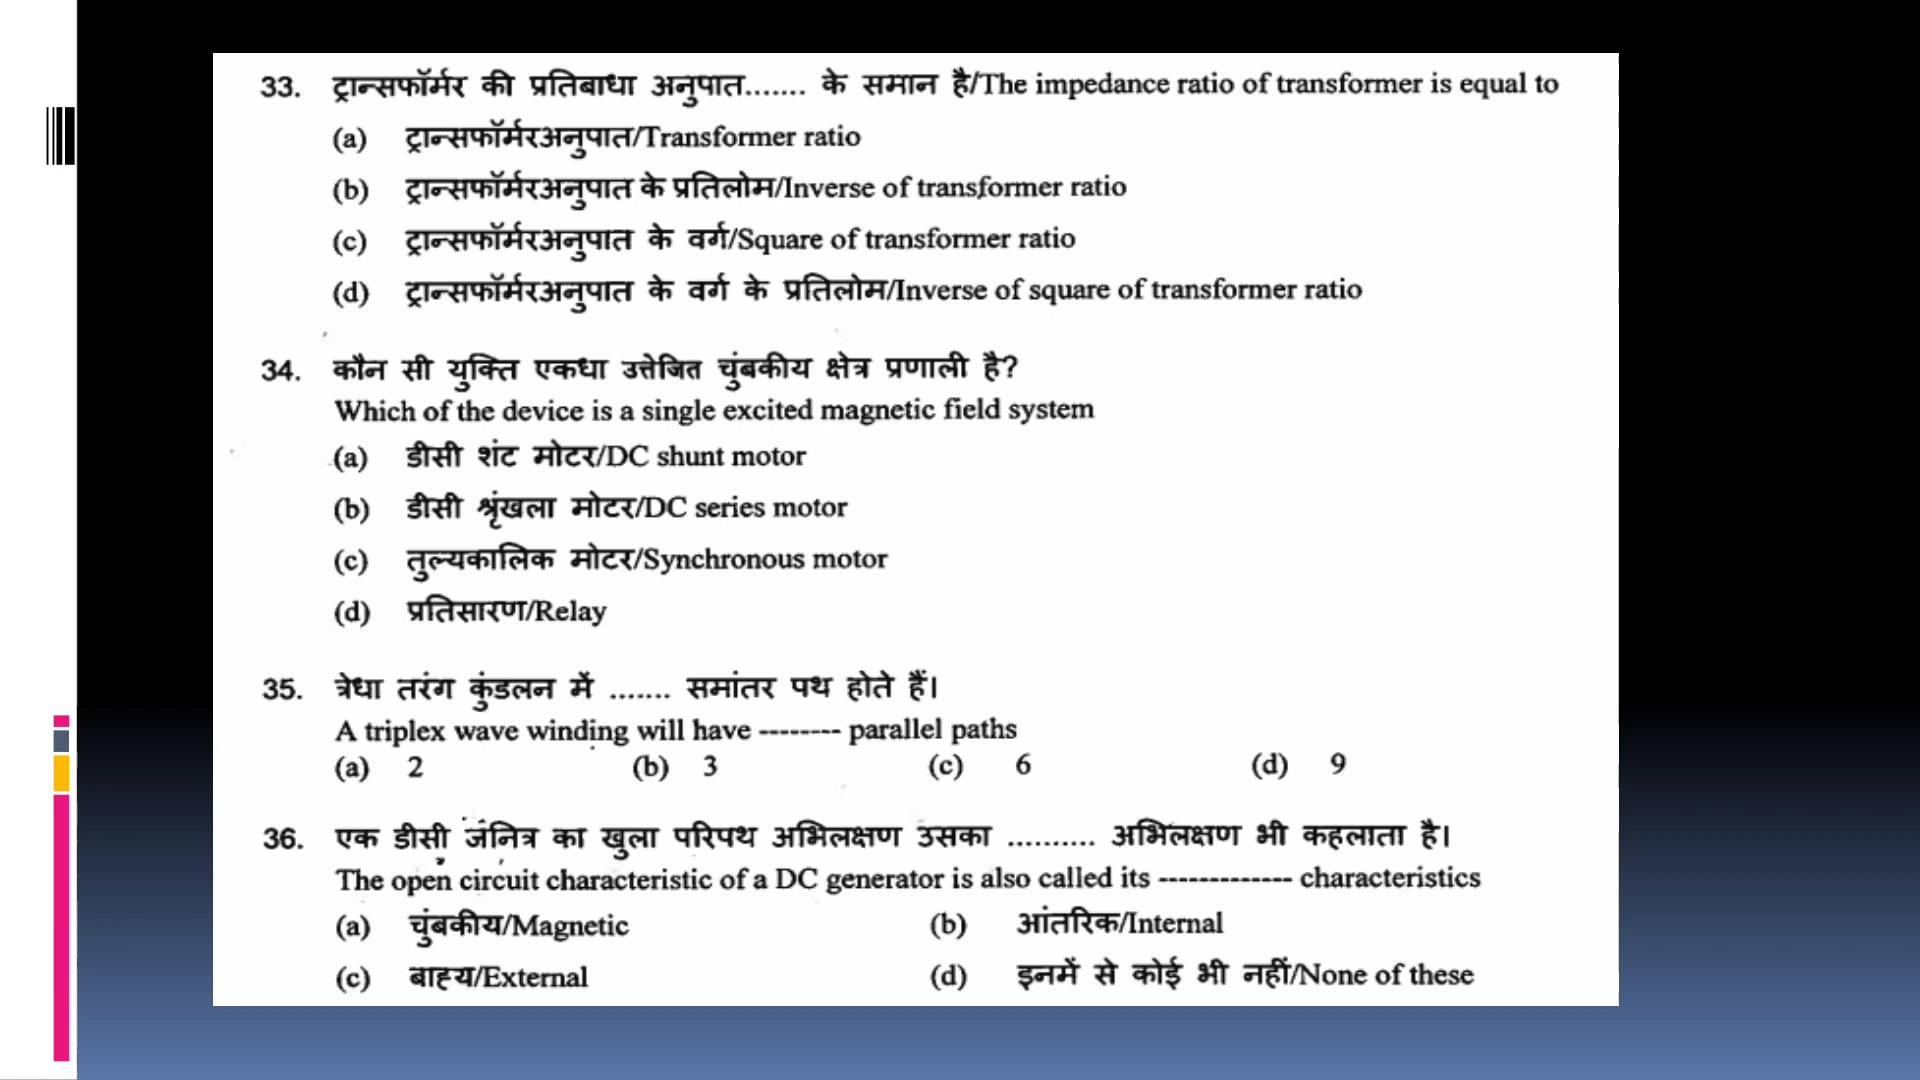 33. ट्रान्सफॉर्मर की प्रतिबाधा अनुपात....... के समान है/The impedance ratio of transformer is equal to
(a) ट्रान्सफॉर्मरअनुपात/Transformer ratio
(b) ट्रान्सफॉर्मरअनुपात के प्रतिलोम/Inverse of transformer ratio
(c) ट्रान्सफॉर्मरअनुपात के वर्ग/Square of transformer ratio
(d) ट्रान्सफॉर्मरअनुपात के वर्ग के प्रतिलोम/Inverse of square of transformer ratio
34. कौन सी युक्ति एकधा उत्तेजित चुंबकीय क्षेत्र प्रणाली है?
Which of the device is a single excited magnetic field system
(a) डीसी शंट मोटर/DC shunt motor
(b) डीसी श्रृंखला मोटर/DC series motor
(c) तुल्यकालिक मोटर/Synchronous motor
(d) प्रतिसारण/Relay
35. त्रेधा तरंग कुंडलन में ....... समांतर पथ होते हैं।
A triplex wave winding will have -------- parallel paths
(a) 2 (b) 3 (c) 6 (d) 9
36. एक डीसी जंनित्र का खुला परिपथ अभिलक्षण उसका .......... अभिलक्षण भी कहलाता है।
The open circuit characteristic of a DC generator is also called its ------------- characteristics
(a) चुंबकीय/Magnetic (b) आंतरिक/Internal
(c) बाह्य/External (d) इनमें से कोई भी नहीं/None of these